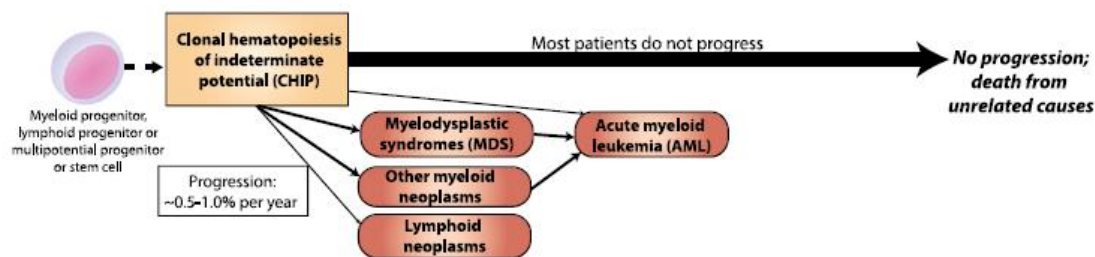 Myeloid progenitor,
lymphoid progenitor or
multipotential progenitor
or stem cell
Clonal hematopoiesis
of indeterminate
potential (CHIP)
Most patients do not progress
No progression;
death from
unrelated causes
Progression:
~0.5-1.0% per year
Myelodysplastic
syndromes (MDS)
Acute myeloid
leukemia (AML)
Other myeloid
neoplasms
Lymphoid
neoplasms